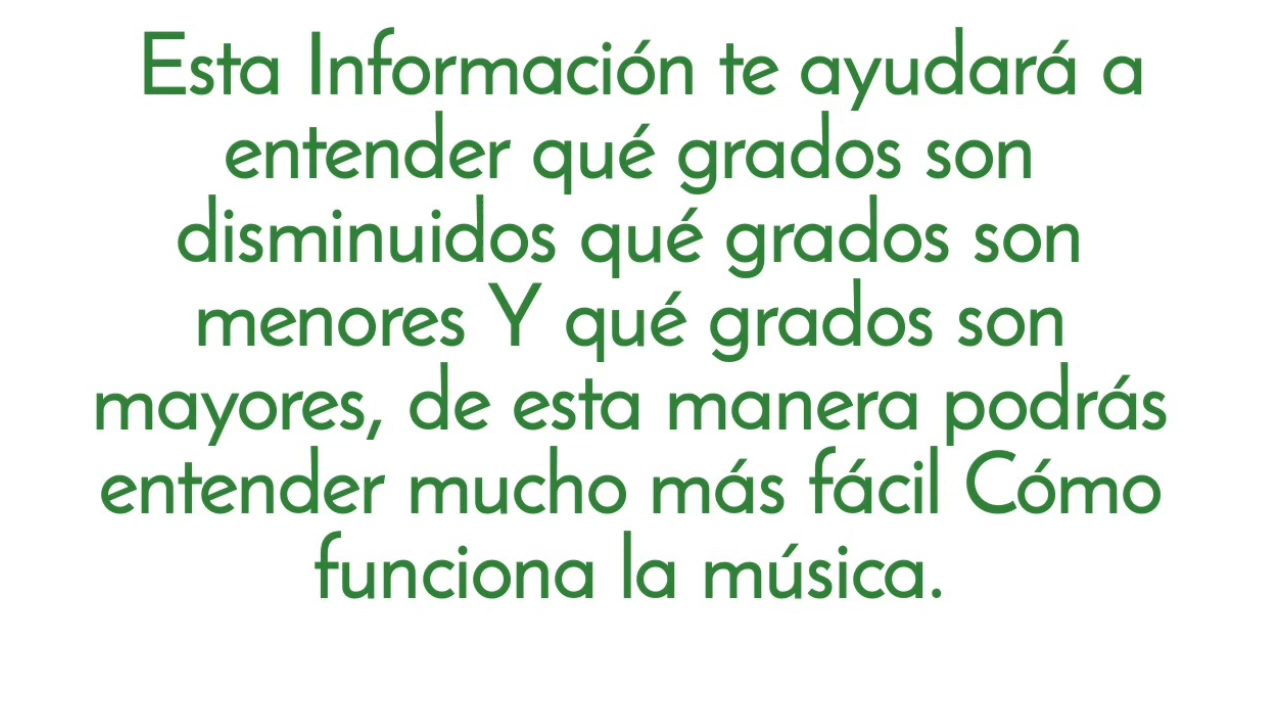 Esta Información te ayudará a
entender qué grados son
disminuidos qué grados son
menores Y qué grados son
mayores, de esta manera podrás
entender mucho más fácil Cómo
funciona la música.